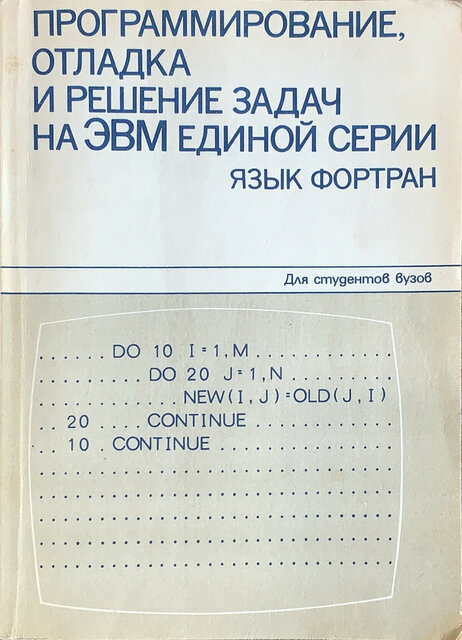 ПРОГРАММИРОВАНИЕ,
ОТЛАДКА
И РЕШЕНИЕ ЗАДАЧ
НА ЭВМ ЕДИНОЙ СЕРИИ
ЯЗЫК ФОРТРАН
Для студентов вузов
. . . . . . DO 10 I=1,M . . . . . . . . . . . .
. . . . . . . . . DO 20 J=1,N . . . . . . . . .
. . . . . . . . . . . . NEW(I,J)=OLD(J,I)
. . 20 . . . . CONTINUE . . . . . . . . . . . .
. . 10 . CONTINUE . . . . . . . . . . . . . . .